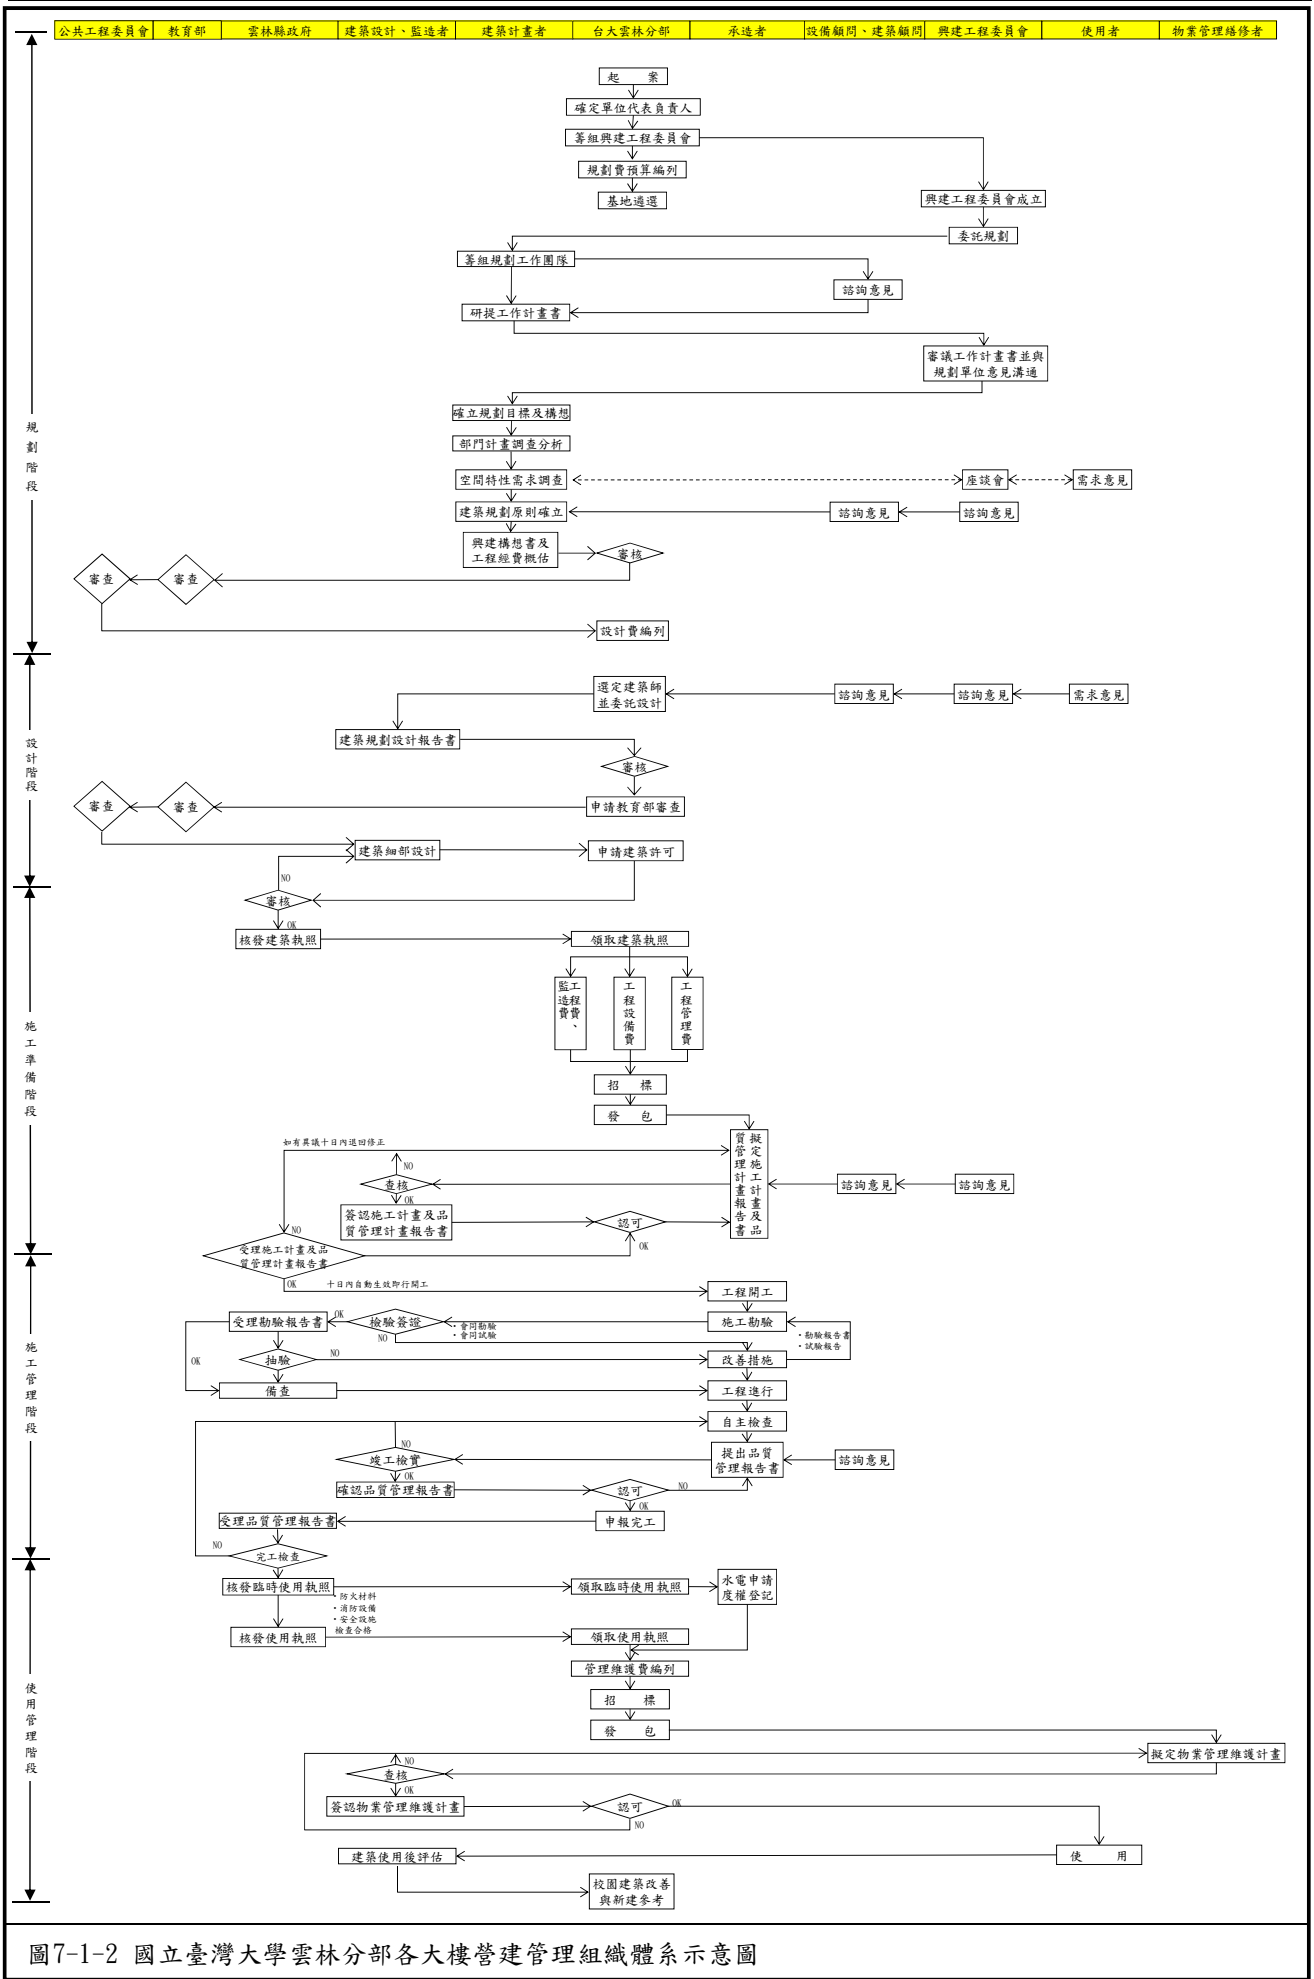 公共工程委員會 教育部 雲林縣政府 建築設計、監造者 建築計畫者 台大雲林分部 承造者 設備顧問、建築顧問 興建工程委員會 使用者 物業管理繕修者
起 案
確定單位代表負責人
籌組興建工程委員會
規劃費預算編列
基地遴選
興建工程委員會成立
委託規劃
籌組規劃工作團隊
諮詢意見
研提工作計畫書
審議工作計畫書並與
規劃單位意見溝通
確立規劃目標及構想
部門計畫調查分析
空間特性需求調查
座談會
需求意見
建築規劃原則確立
諮詢意見
諮詢意見
興建構想書及
工程經費概估
審核
審查
審查
設計費編列
規劃階段
選定建築師
並委託設計
諮詢意見
諮詢意見
需求意見
建築規劃設計報告書
審核
審查
審查
申請教育部審查
建築細部設計
申請建築許可
設計階段
NO
審核
OK
核發建築執照
領取建築執照
工程費、
監造費
工程設備費
工程管理費
招 標
發 包
施工準備階段
如有異議十日內退回修正
NO
查核
OK
擬定施工計畫及品
質管理計畫報告書
諮詢意見
諮詢意見
簽認施工計畫及品
質管理計畫報告書
認可
NO
受理施工計畫及品
質管理計畫報告書
OK
OK
十日內自動生效即行開工
工程開工
受理勘驗報告書
OK
檢驗簽證
・會同勘驗
・會同試驗
施工勘驗
・勘驗報告書
・試驗報告
NO
OK
抽驗
NO
改善措施
備查
工程進行
自主檢查
NO
竣工檢實
OK
提出品質
管理報告書
諮詢意見
確認品質管理報告書
認可
NO
OK
受理品質管理報告書
申報完工
NO
完工檢查
施工管理階段
核發臨時使用執照
領取臨時使用執照
水電申請
度權登記
・防火材料
・消防設備
・安全設施
檢查合格
核發使用執照
領取使用執照
管理維護費編列
招 標
發 包
NO
查核
OK
擬定物業管理維護計畫
簽認物業管理維護計畫
認可
OK
NO
建築使用後評估
使 用
校園建築改善
與新建參考
使用管理階段
圖7-1-2 國立臺灣大學雲林分部各大樓營建管理組織體系示意圖